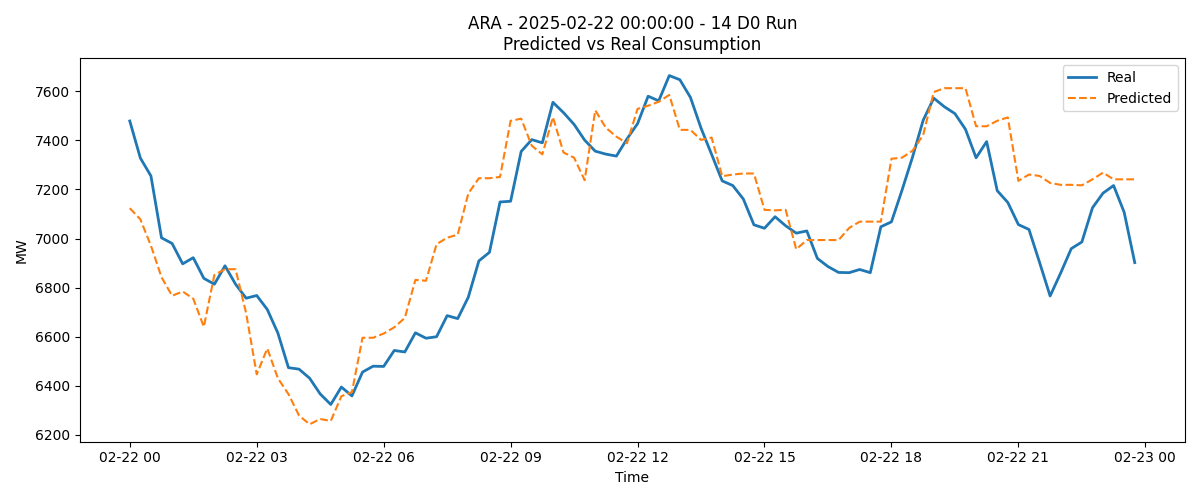 ARA - 2025-02-22 00:00:00 - 14 D0 Run
Predicted vs Real Consumption
Real
Predicted
7600
7400
7200
7000
6800
6600
6400
6200
MW
02-22 00
02-22 03
02-22 06
02-22 09
02-22 12
02-22 15
02-22 18
02-22 21
02-23 00
Time